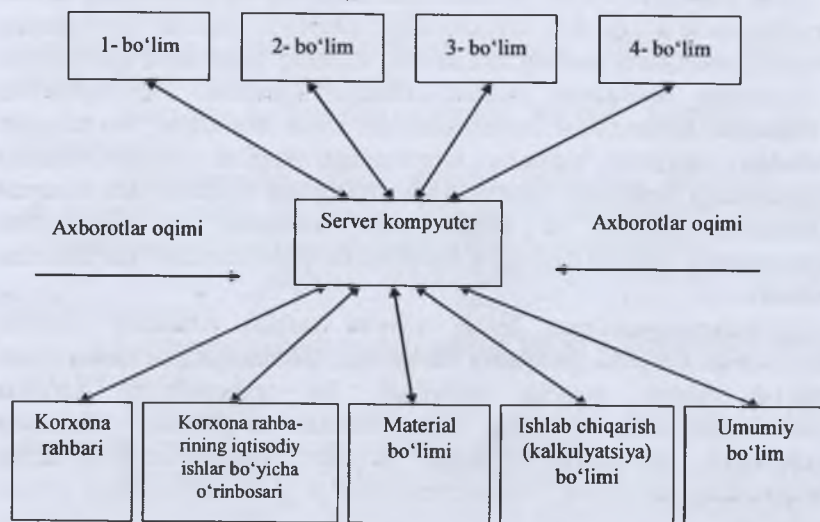 1- bo‘lim
2- bo‘lim
3- bo‘lim
4- bo‘lim
Axborotlar oqimi
Server kompyuter
Axborotlar oqimi
Korxona
rahbari
Korxona rahba-
rining iqtisodiy
ishlar bo‘yicha
o‘rinbosari
Material
bo‘limi
Ishlab chiqarish
(kalkulyatsiya)
bo‘limi
Umumiy
bo‘lim